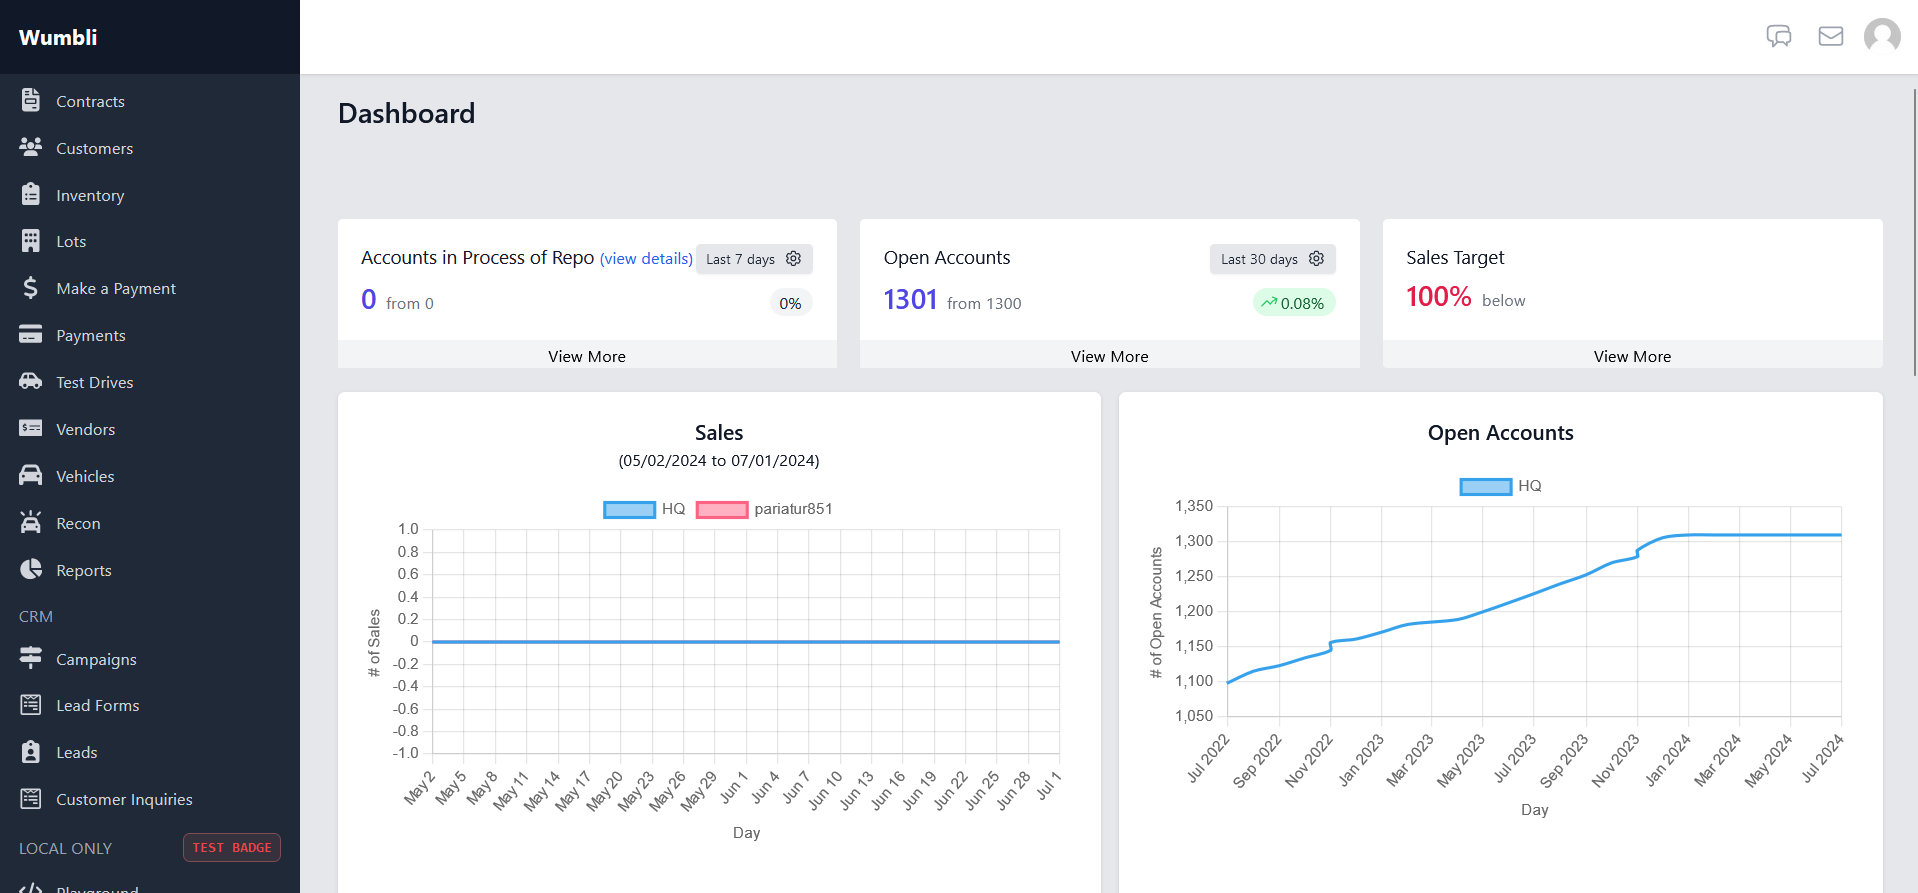 Wumbli
Contracts
Customers
Inventory
Lots
Make a Payment
Payments
Test Drives
Vendors
Vehicles
Recon
Reports
CRM
Campaigns
Lead Forms
Leads
Customer Inquiries
LOCAL ONLY TEST BADGE
Playground
Dashboard
Accounts in Process of Repo (view details) Last 7 days
0 from 0 0%
View More
Open Accounts Last 30 days
1301 from 1300 0.08%
View More
Sales Target
100% below
View More
Sales
(05/02/2024 to 07/01/2024)
HQ pariatur851
# of Sales
1.0
0.8
0.6
0.4
0.2
0
-0.2
-0.4
-0.6
-0.8
-1.0
May 2 May 5 May 8 May 11 May 14 May 17 May 20 May 23 May 26 May 29 Jun 1 Jun 4 Jun 7 Jun 10 Jun 13 Jun 16 Jun 19 Jun 22 Jun 25 Jun 28 Jul 1
Day
Open Accounts
HQ
# of Open Accounts
1,350
1,300
1,250
1,200
1,150
1,100
1,050
Jul 2022 Sep 2022 Nov 2022 Jan 2023 Mar 2023 May 2023 Jul 2023 Sep 2023 Nov 2023 Jan 2024 Mar 2024 May 2024 Jul 2024
Day